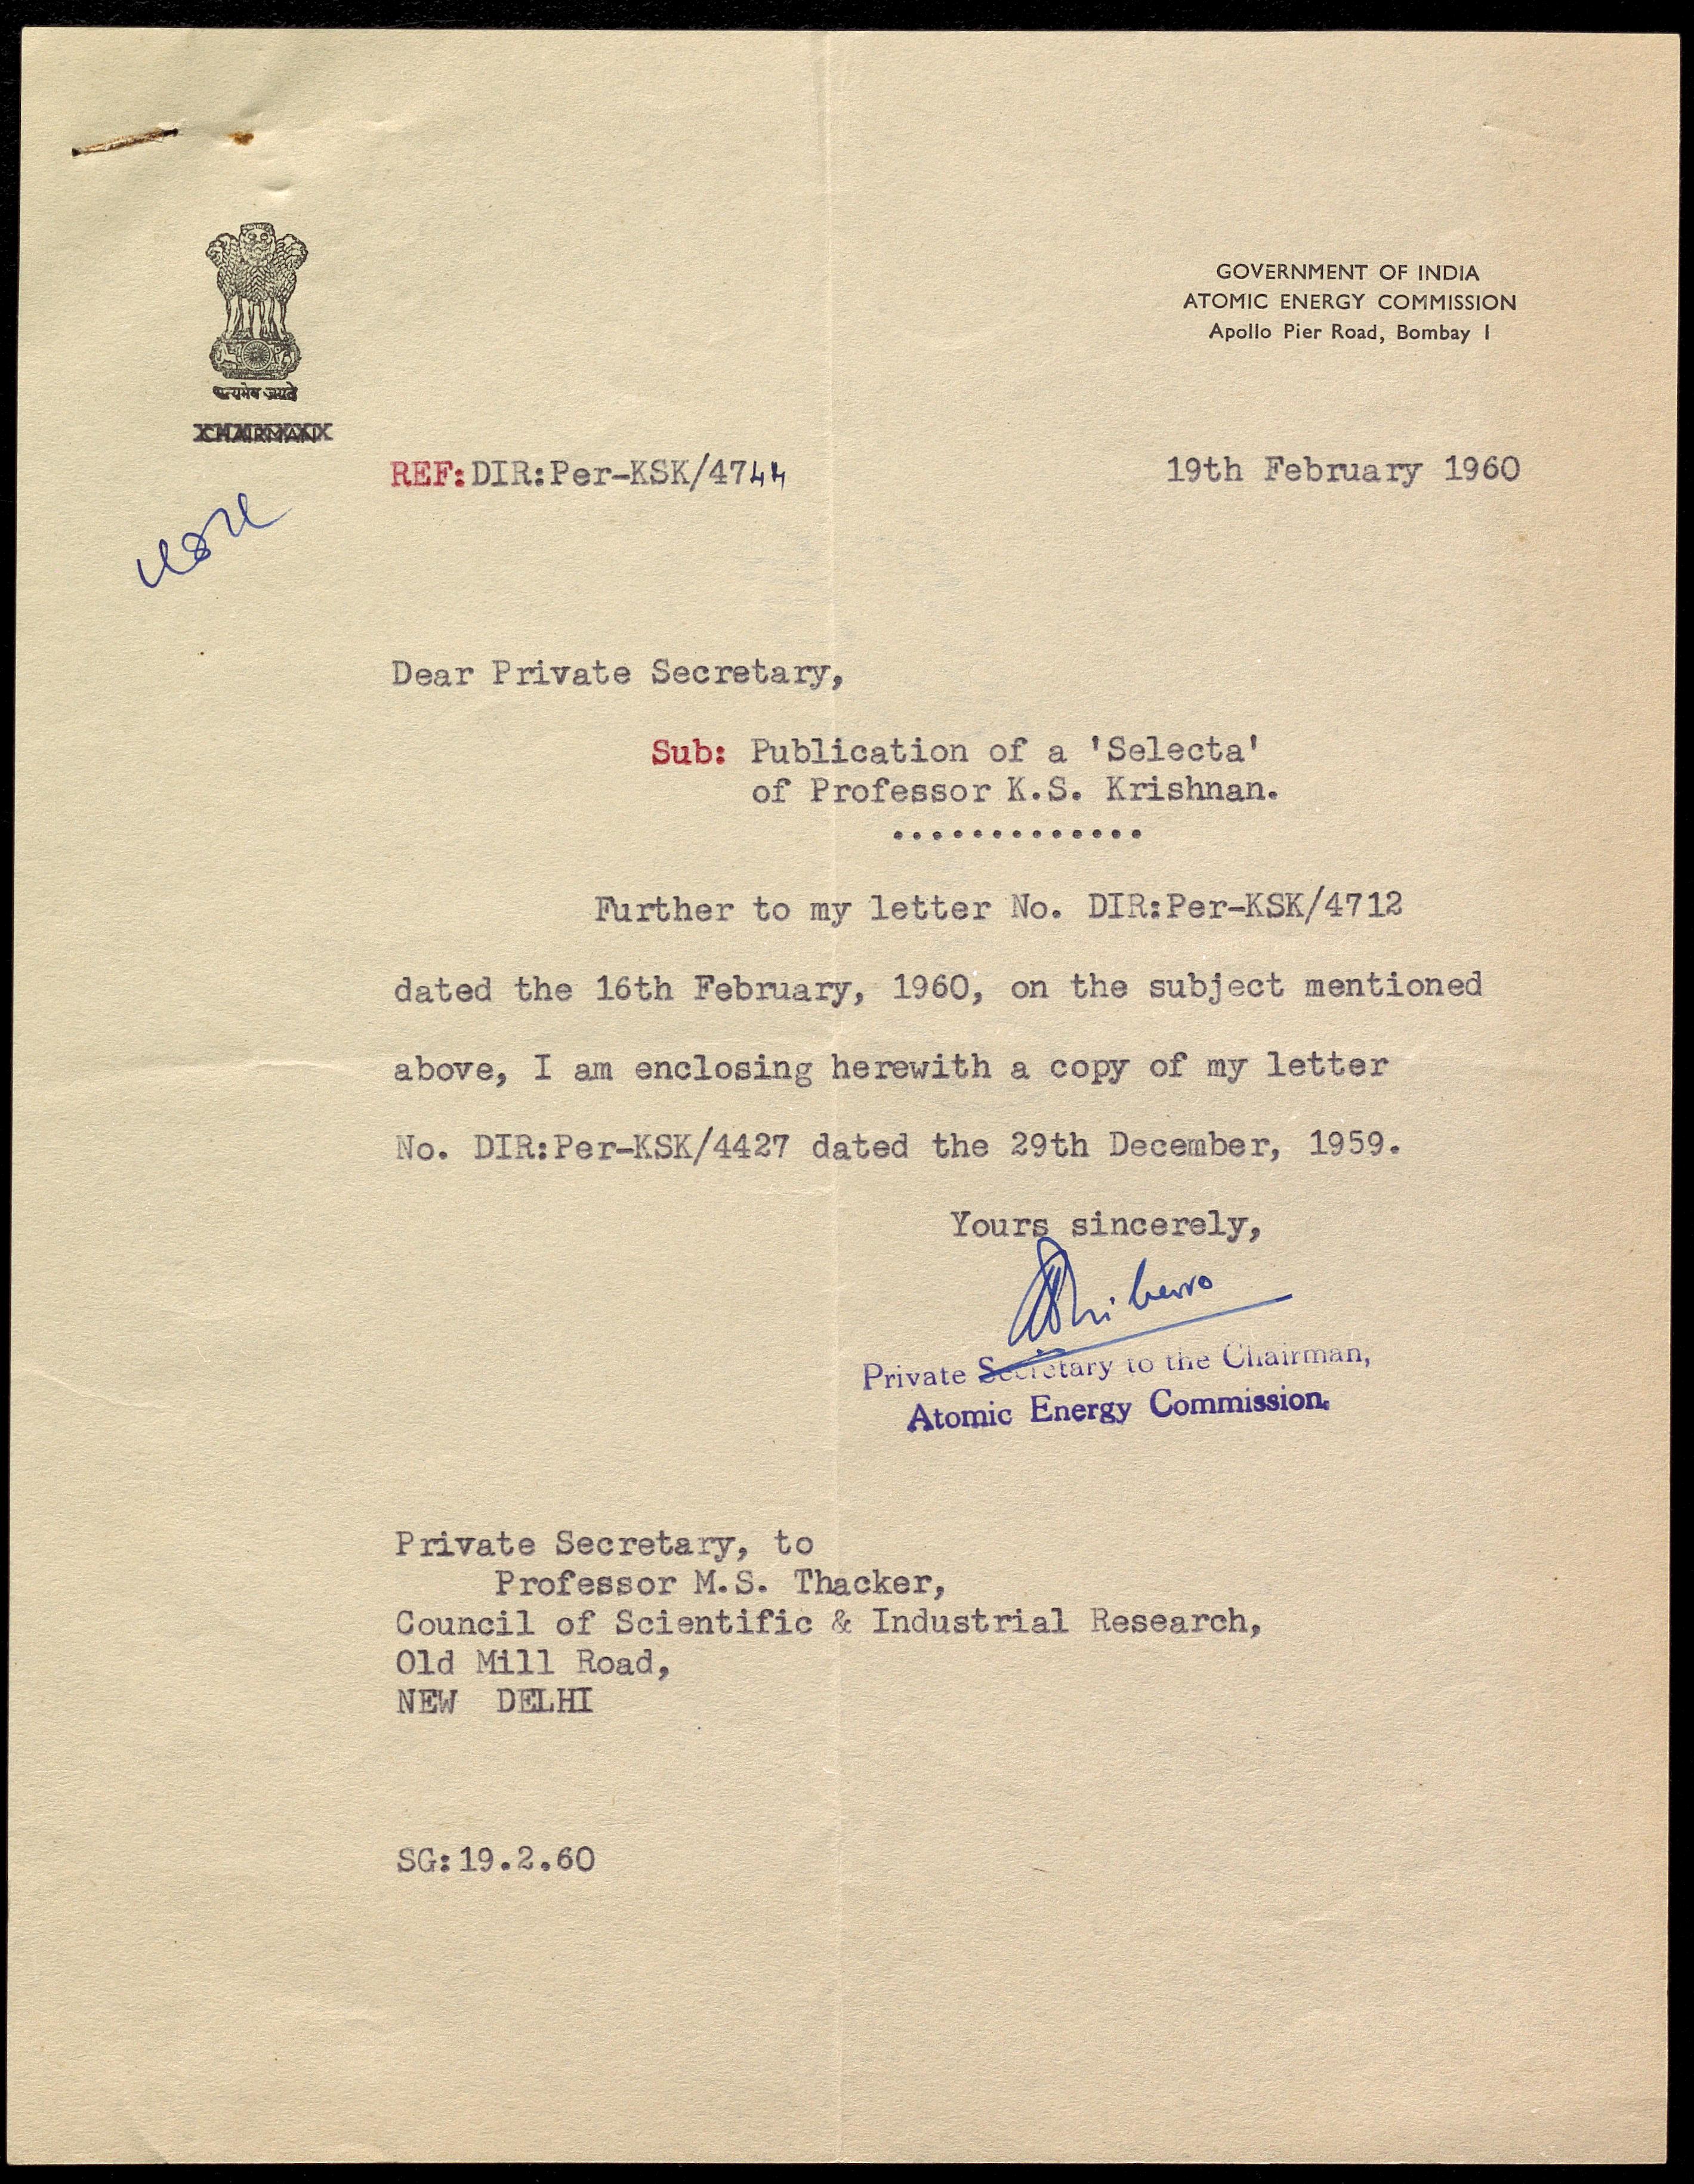 सत्यमेव जयते
GOVERNMENT OF INDIA
ATOMIC ENERGY COMMISSION
Apollo Pier Road, Bombay 1
CHAIRMAN
REF: DIR:Per-KSK/4744
19th February 1960
Dear Private Secretary,
Sub: Publication of a 'Selecta'
of Professor K.S. Krishnan.
.............
Further to my letter No. DIR:Per-KSK/4712
dated the 16th February, 1960, on the subject mentioned
above, I am enclosing herewith a copy of my letter
No. DIR:Per-KSK/4427 dated the 29th December, 1959.
Yours sincerely,
Private Secretary to the Chairman,
Atomic Energy Commission.
Private Secretary, to
Professor M.S. Thacker,
Council of Scientific & Industrial Research,
Old Mill Road,
NEW DELHI
SG:19.2.60